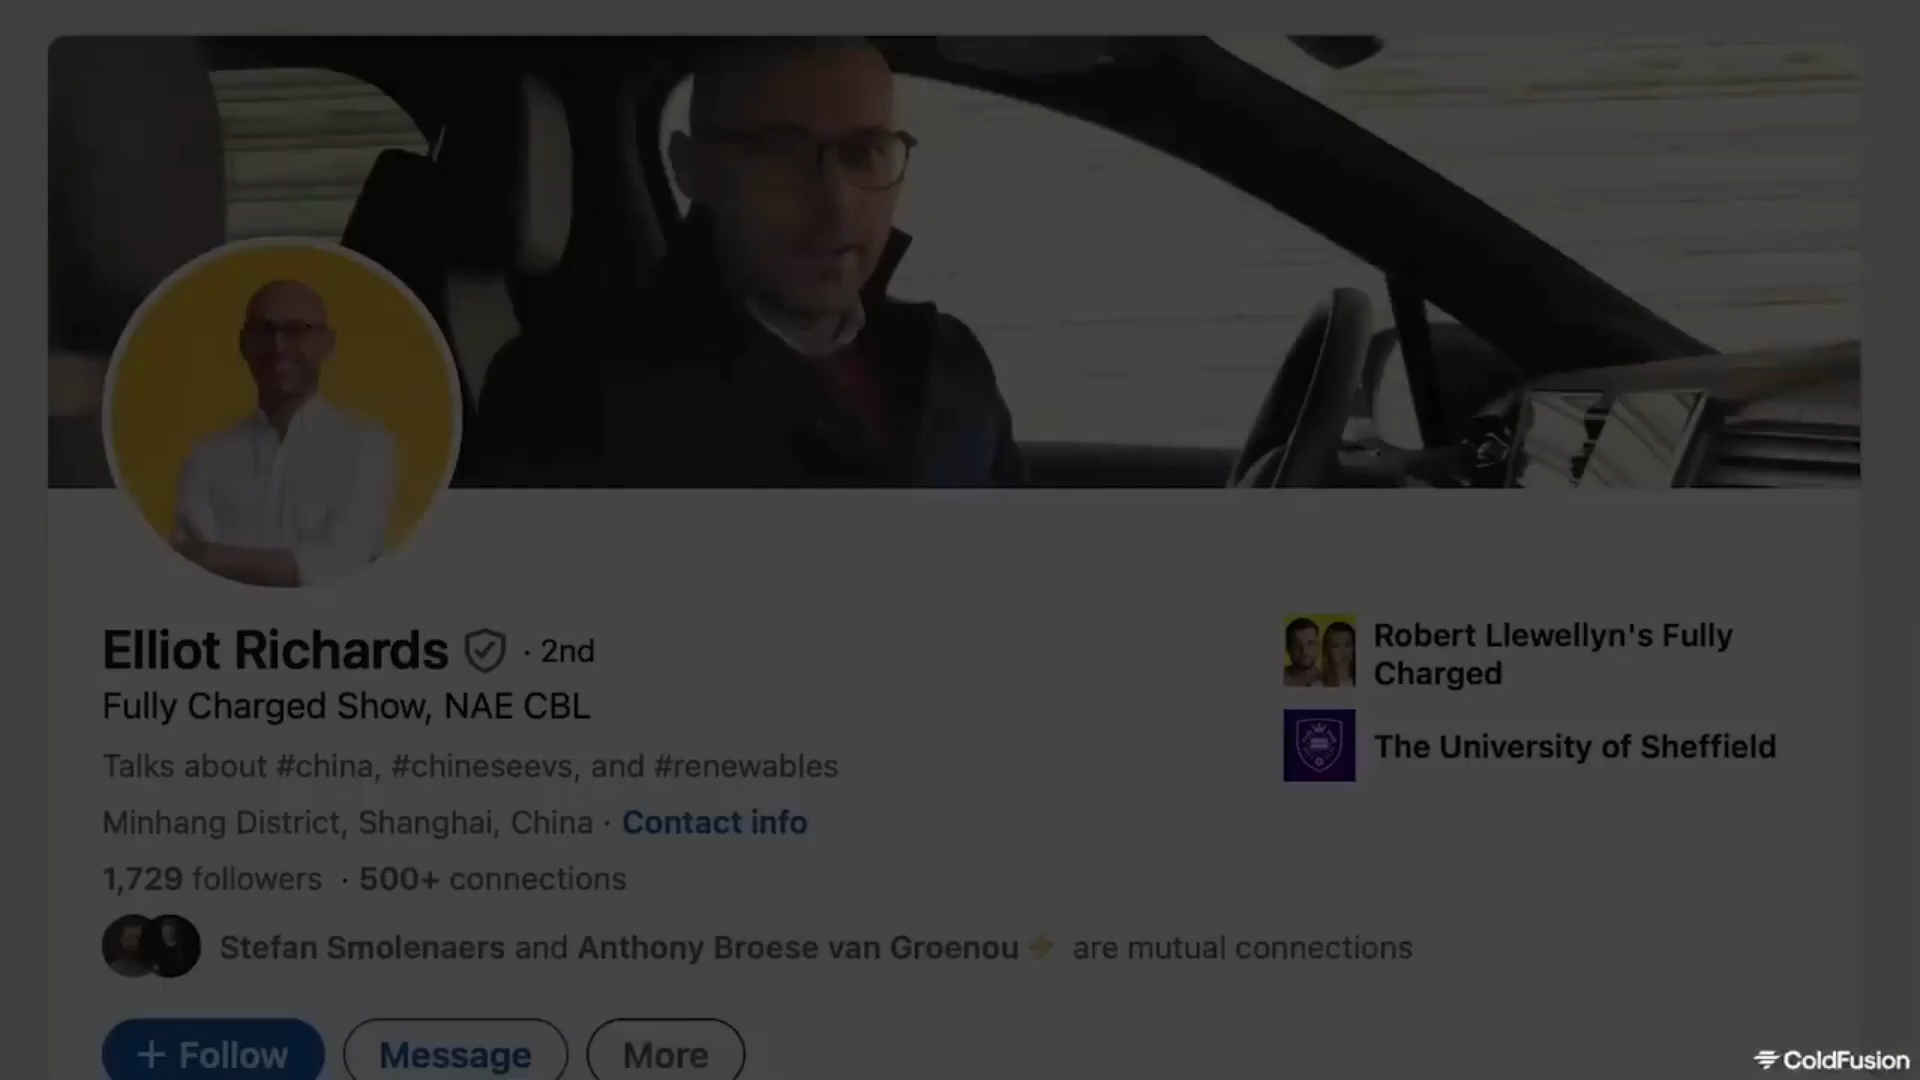 Elliot Richards · 2nd
Fully Charged Show, NAE CBL
Talks about #china, #chineseevs, and #renewables
Minhang District, Shanghai, China · Contact info
1,729 followers · 500+ connections
Stefan Smolenaers and Anthony Broese van Groenou⚡ are mutual connections
+ Follow
Message
More
Robert Llewellyn's Fully
Charged
The University of Sheffield
ColdFusion